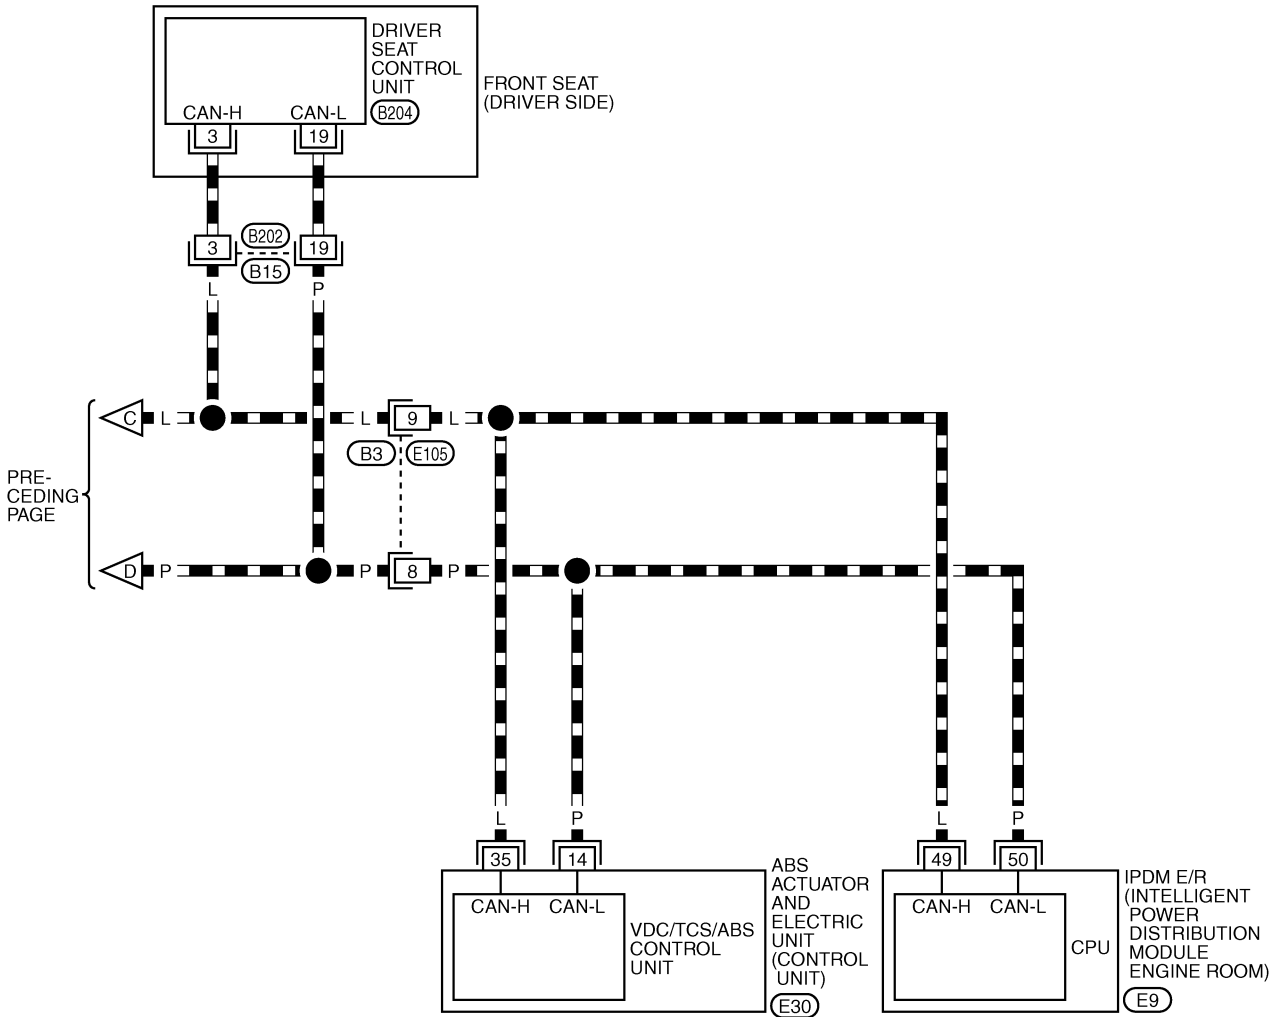 DRIVER
SEAT
CONTROL
UNIT
B204
FRONT SEAT
(DRIVER SIDE)
CAN-H
CAN-L
3
19
3
B202
B15
19
L
P
C
L
L
9
L
B3
E105
PRE-
CEDING
PAGE
D
P
P
8
P
L
P
L
P
35
14
49
50
CAN-H
CAN-L
VDC/TCS/ABS
CONTROL
UNIT
ABS
ACTUATOR
AND
ELECTRIC
UNIT
(CONTROL
UNIT)
E30
CAN-H
CAN-L
CPU
IPDM E/R
(INTELLIGENT
POWER
DISTRIBUTION
MODULE
ENGINE ROOM)
E9